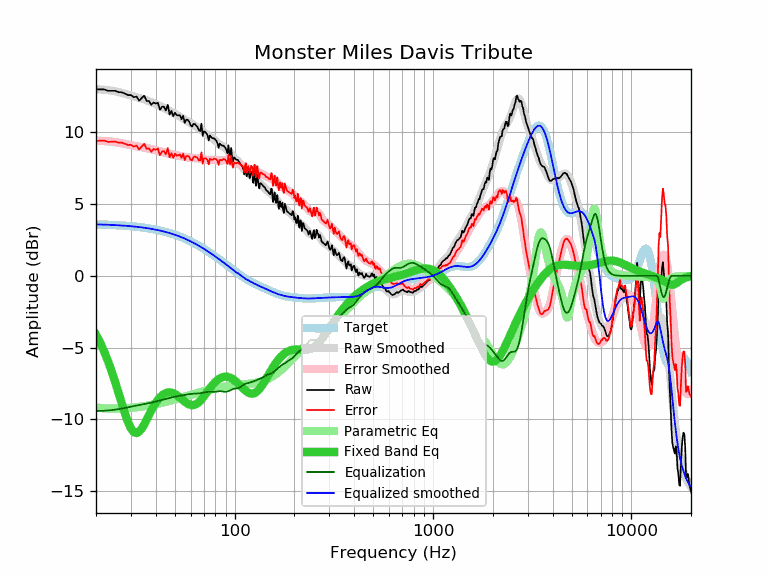 Monster Miles Davis Tribute
Amplitude (dBr)
10
5
0
−5
−10
−15
Target
Raw Smoothed
Error Smoothed
Raw
Error
Parametric Eq
Fixed Band Eq
Equalization
Equalized smoothed
100
1000
10000
Frequency (Hz)